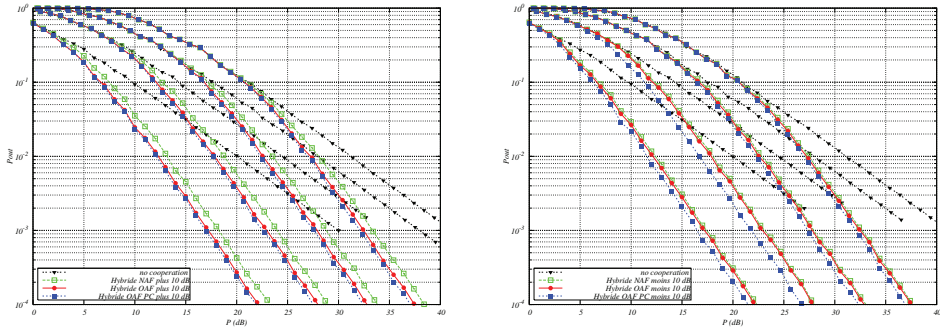 10^0
10^-1
10^-2
10^-3
10^-4
Pout
0 5 10 15 20 25 30 35 40
P (dB)
no cooperation
Hybride NAF plus 10 dB
Hybride OAF plus 10 dB
Hybride OAF PC plus 10 dB
10^0
10^-1
10^-2
10^-3
10^-4
Pout
0 5 10 15 20 25 30 35 40
P (dB)
no cooperation
Hybride NAF moins 10 dB
Hybride OAF moins 10 dB
Hybride OAF PC moins 10 dB